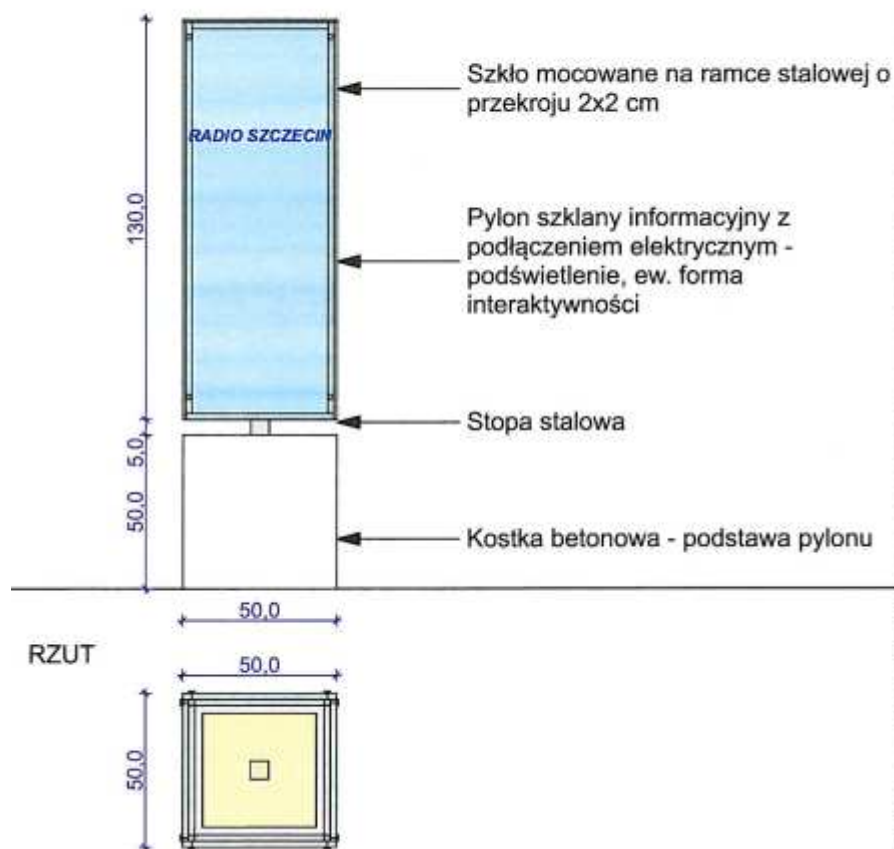 Szkło mocowane na ramce stalowej o
przekroju 2x2 cm
RADIO SZCZECIN
130,0
Pylon szklany informacyjny z
podłączeniem elektrycznym -
podświetlenie, ew. forma
interaktywności
Stopa stalowa
5,0
50,0
Kostka betonowa - podstawa pylonu
50,0
RZUT
50,0
50,0